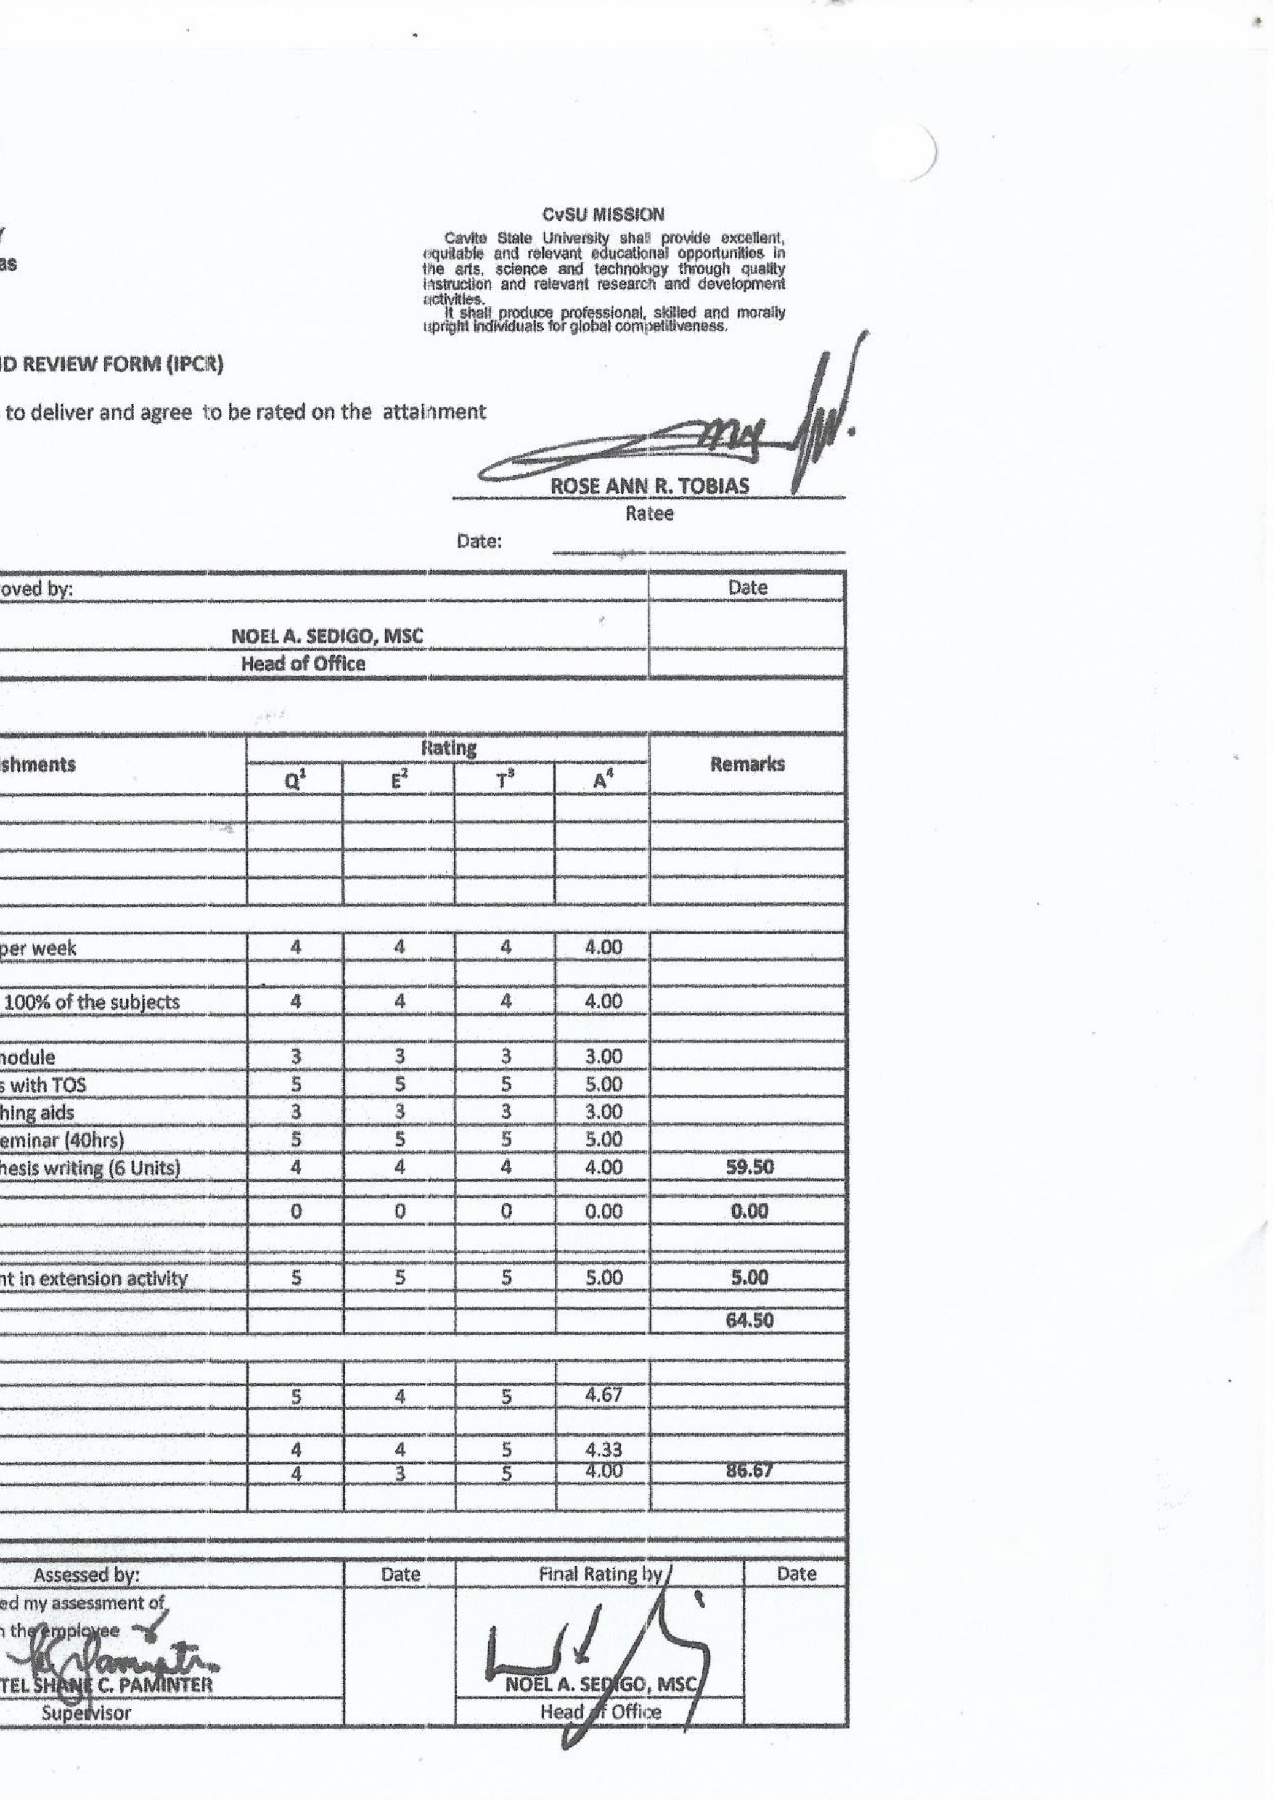 CvSU MISSION
Cavite State University shall provide excellent,
equitable and relevant educational opportunities in
as
the arts, science and technology through quality
instruction and relevant research and development
activities.
It shall produce professional, skilled and morally
upright individuals for global competitiveness.
ND REVIEW FORM (IPCR)
to deliver and agree to be rated on the attainment
ROSE ANN R. TOBIAS
Ratee
Date:
oved by: Date
NOEL A. SEDIGO, MSC
Head of Office
Rating
shments Remarks
Q¹ E² T³ A⁴
per week 4 4 4 4.00
100% of the subjects 4 4 4 4.00
nodule 3 3 3 3.00
s with TOS 5 5 5 5.00
hing aids 3 3 3 3.00
eminar (40hrs) 5 5 5 5.00
hesis writing (6 Units) 4 4 4 4.00 59.50
0 0 0 0.00 0.00
nt in extension activity 5 5 5 5.00 5.00
64.50
5 4 5 4.67
4 4 5 4.33
4 3 5 4.00 86.67
Assessed by: Date Final Rating by Date
ed my assessment of
n the employee
TEL SHANE C. PAMINTER NOEL A. SEDIGO, MSC
Supervisor Head of Office